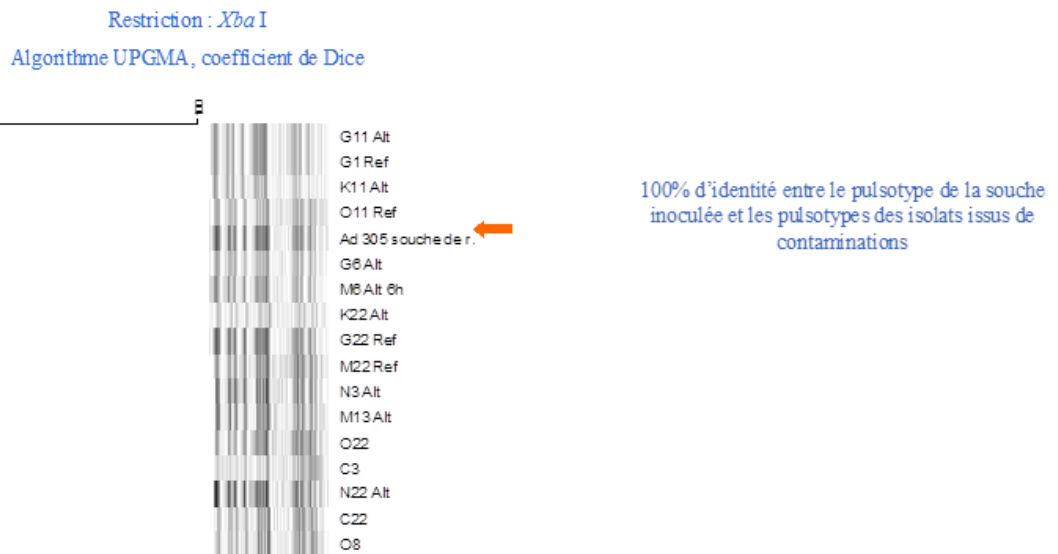 Restriction : Xba I
Algorithme UPGMA, coefficient de Dice
G11 Alt
G1 Ref
K11 Alt
O11 Ref
Ad 305 souche de r.
G6 Alt
M6 Alt 6h
K22 Alt
G22 Ref
M22 Ref
N3 Alt
M13 Alt
O22
C3
N22 Alt
C22
O8
100% d'identité entre le pulsotype de la souche
inoculée et les pulsotypes des isolats issus de
contaminations